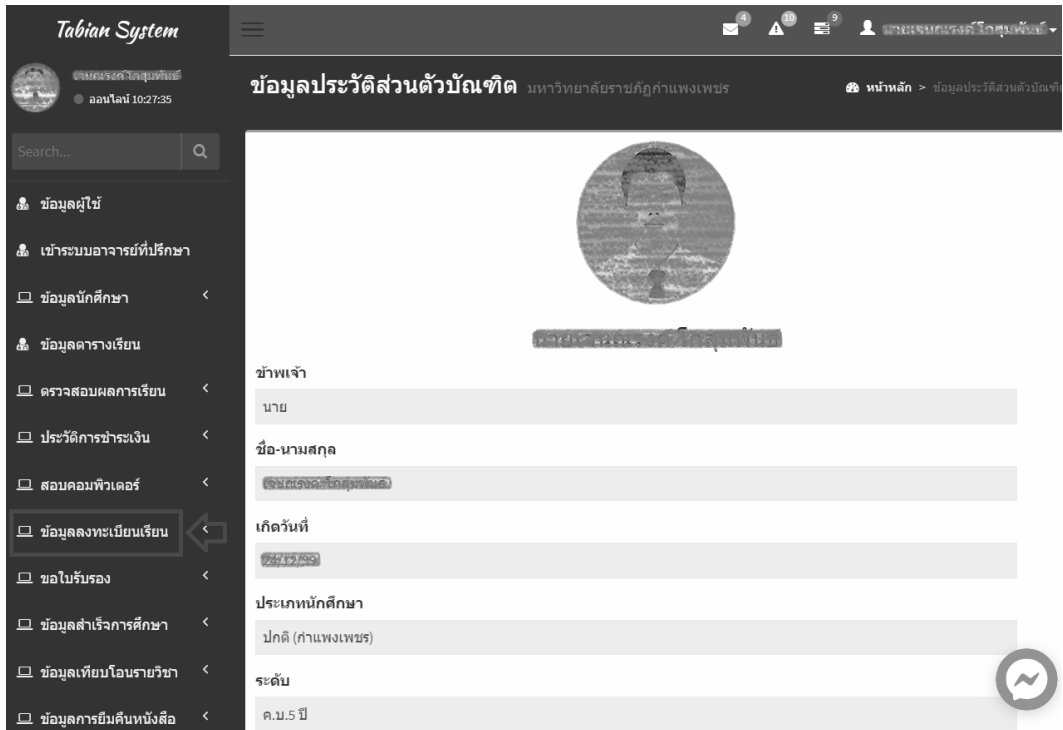 Tabian System
4
10
9
ออนไลน์ 10:27:35
ข้อมูลประวัติส่วนตัวบัณฑิต มหาวิทยาลัยราชภัฏกำแพงเพชร
หน้าหลัก > ข้อมูลประวัติส่วนตัวบัณฑิต
Search...
ข้อมูลผู้ใช้
เข้าระบบอาจารย์ที่ปรึกษา
ข้อมูลนักศึกษา
ข้อมูลตารางเรียน
ตรวจสอบผลการเรียน
ประวัติการชำระเงิน
สอบคอมพิวเตอร์
ข้อมูลลงทะเบียนเรียน
ขอใบรับรอง
ข้อมูลสำเร็จการศึกษา
ข้อมูลเทียบโอนรายวิชา
ข้อมูลการยืมคืนหนังสือ
ข้าพเจ้า
นาย
ชื่อ-นามสกุล
เกิดวันที่
ประเภทนักศึกษา
ปกติ (กำแพงเพชร)
ระดับ
ค.บ.5 ปี